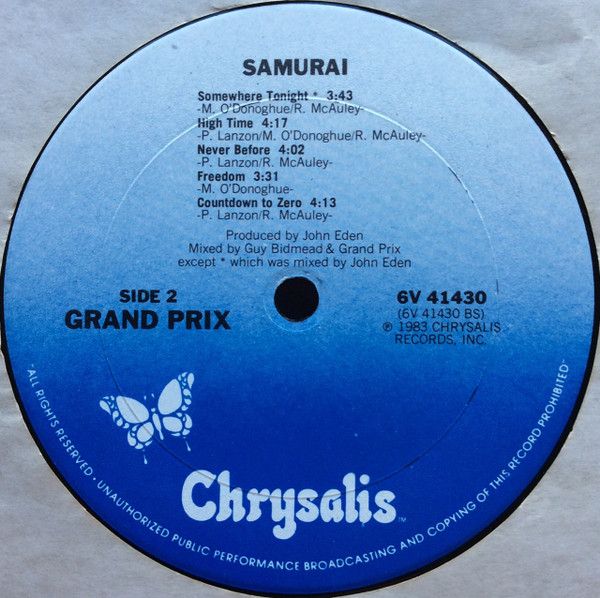 SAMURAI
Somewhere Tonight * 3:43
-M. O'Donoghue/R. McAuley-
High Time 4:17
-P. Lanzon/M. O'Donoghue/R. McAuley-
Never Before 4:02
-P. Lanzon/R. McAuley-
Freedom 3:31
-M. O'Donoghue-
Countdown to Zero 4:13
-P. Lanzon/R. McAuley-
Produced by John Eden
Mixed by Guy Bidmead & Grand Prix
except * which was mixed by John Eden
SIDE 2
GRAND PRIX
6V 41430
(6V 41430 BS)
℗ 1983 CHRYSALIS
RECORDS, INC.
Chrysalis™
·ALL RIGHTS RESERVED · UNAUTHORIZED PUBLIC PERFORMANCE BROADCASTING AND COPYING OF THIS RECORD PROHIBITED·